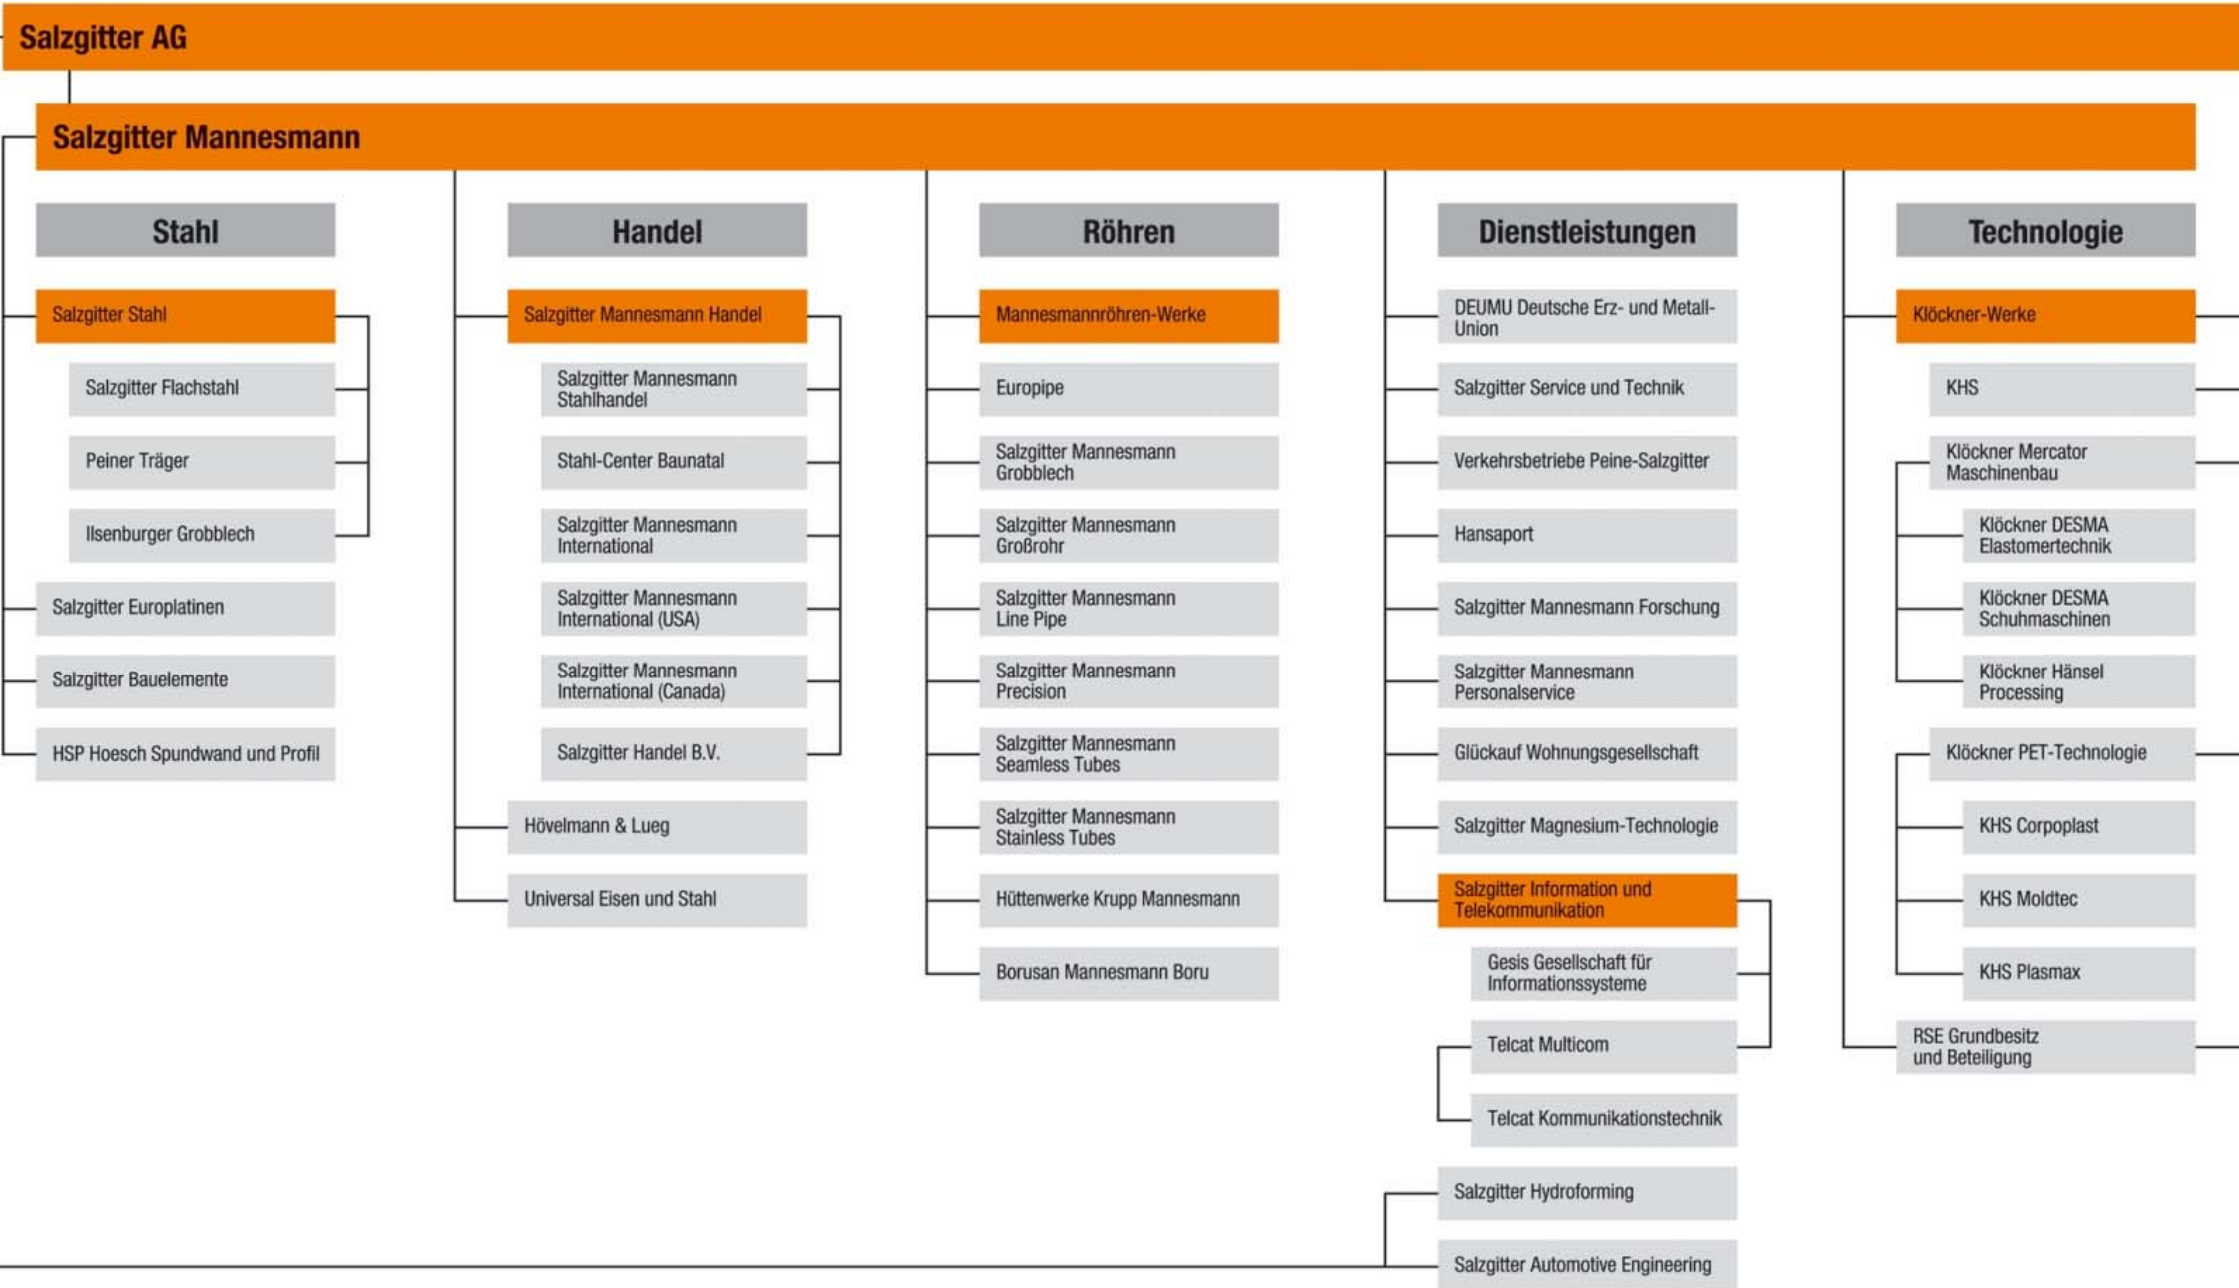 Salzgitter AG
Salzgitter Mannesmann
Stahl
Salzgitter Stahl
Salzgitter Flachstahl
Peiner Träger
Ilsenburger Grobblech
Salzgitter Europlatinen
Salzgitter Bauelemente
HSP Hoesch Spundwand und Profil
Handel
Salzgitter Mannesmann Handel
Salzgitter Mannesmann
Stahlhandel
Stahl-Center Baunatal
Salzgitter Mannesmann
International
Salzgitter Mannesmann
International (USA)
Salzgitter Mannesmann
International (Canada)
Salzgitter Handel B.V.
Hövelmann & Lueg
Universal Eisen und Stahl
Röhren
Mannesmannröhren-Werke
Europipe
Salzgitter Mannesmann
Grobblech
Salzgitter Mannesmann
Großrohr
Salzgitter Mannesmann
Line Pipe
Salzgitter Mannesmann
Precision
Salzgitter Mannesmann
Seamless Tubes
Salzgitter Mannesmann
Stainless Tubes
Hüttenwerke Krupp Mannesmann
Borusan Mannesmann Boru
Dienstleistungen
DEUMU Deutsche Erz- und Metall-
Union
Salzgitter Service und Technik
Verkehrsbetriebe Peine-Salzgitter
Hansaport
Salzgitter Mannesmann Forschung
Salzgitter Mannesmann
Personalservice
Glückauf Wohnungsgesellschaft
Salzgitter Magnesium-Technologie
Salzgitter Information und
Telekommunikation
Gesis Gesellschaft für
Informationssysteme
Telcat Multicom
Telcat Kommunikationstechnik
Salzgitter Hydroforming
Salzgitter Automotive Engineering
Technologie
Klöckner-Werke
KHS
Klöckner Mercator
Maschinenbau
Klöckner DESMA
Elastomertechnik
Klöckner DESMA
Schuhmaschinen
Klöckner Hänsel
Processing
Klöckner PET-Technologie
KHS Corpoplast
KHS Moldtec
KHS Plasmax
RSE Grundbesitz
und Beteiligung